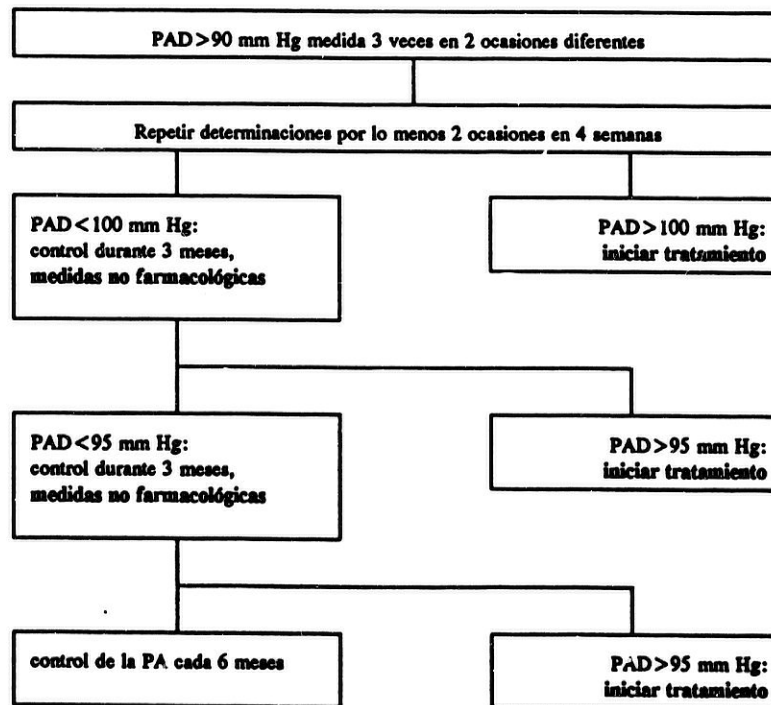 PAD>90 mm Hg medida 3 veces en 2 ocasiones diferentes
Repetir determinaciones por lo menos 2 ocasiones en 4 semanas
PAD<100 mm Hg:
control durante 3 meses,
medidas no farmacológicas
PAD>100 mm Hg:
iniciar tratamiento
PAD<95 mm Hg:
control durante 3 meses,
medidas no farmacológicas
PAD>95 mm Hg:
iniciar tratamiento
control de la PA cada 6 meses
PAD>95 mm Hg:
iniciar tratamiento